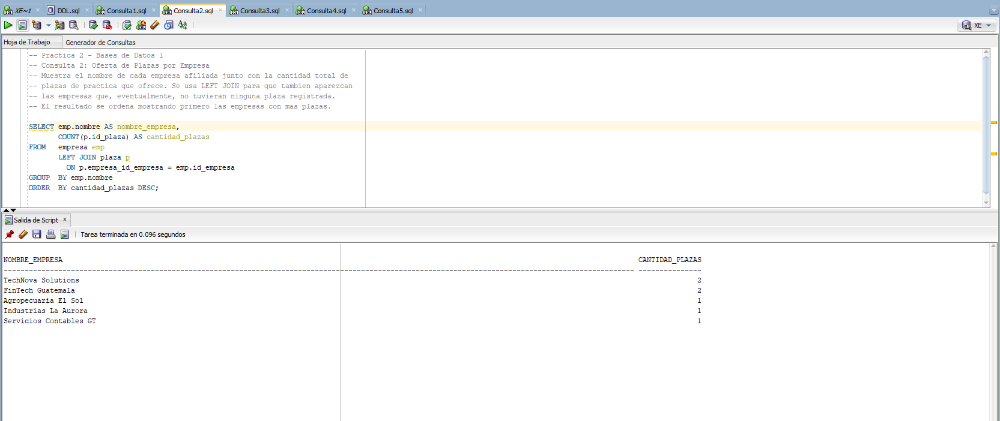 XE~1 DDL.sql Consulta1.sql Consulta2.sql Consulta3.sql Consulta4.sql Consulta5.sql
XE
Hoja de Trabajo Generador de Consultas
-- Practica 2 - Bases de Datos 1
-- Consulta 2: Oferta de Plazas por Empresa
-- Muestra el nombre de cada empresa afiliada junto con la cantidad total de
-- plazas de practica que ofrece. Se usa LEFT JOIN para que tambien aparezcan
-- las empresas que, eventualmente, no tuvieran ninguna plaza registrada.
-- El resultado se ordena mostrando primero las empresas con mas plazas.
SELECT emp.nombre AS nombre_empresa,
COUNT(p.id_plaza) AS cantidad_plazas
FROM empresa emp
LEFT JOIN plaza p
ON p.empresa_id_empresa = emp.id_empresa
GROUP BY emp.nombre
ORDER BY cantidad_plazas DESC;
Salida de Script
Tarea terminada en 0.096 segundos
NOMBRE_EMPRESA CANTIDAD_PLAZAS
TechNova Solutions 2
FinTech Guatemala 2
Agropecuaria El Sol 1
Industrias La Aurora 1
Servicios Contables GT 1